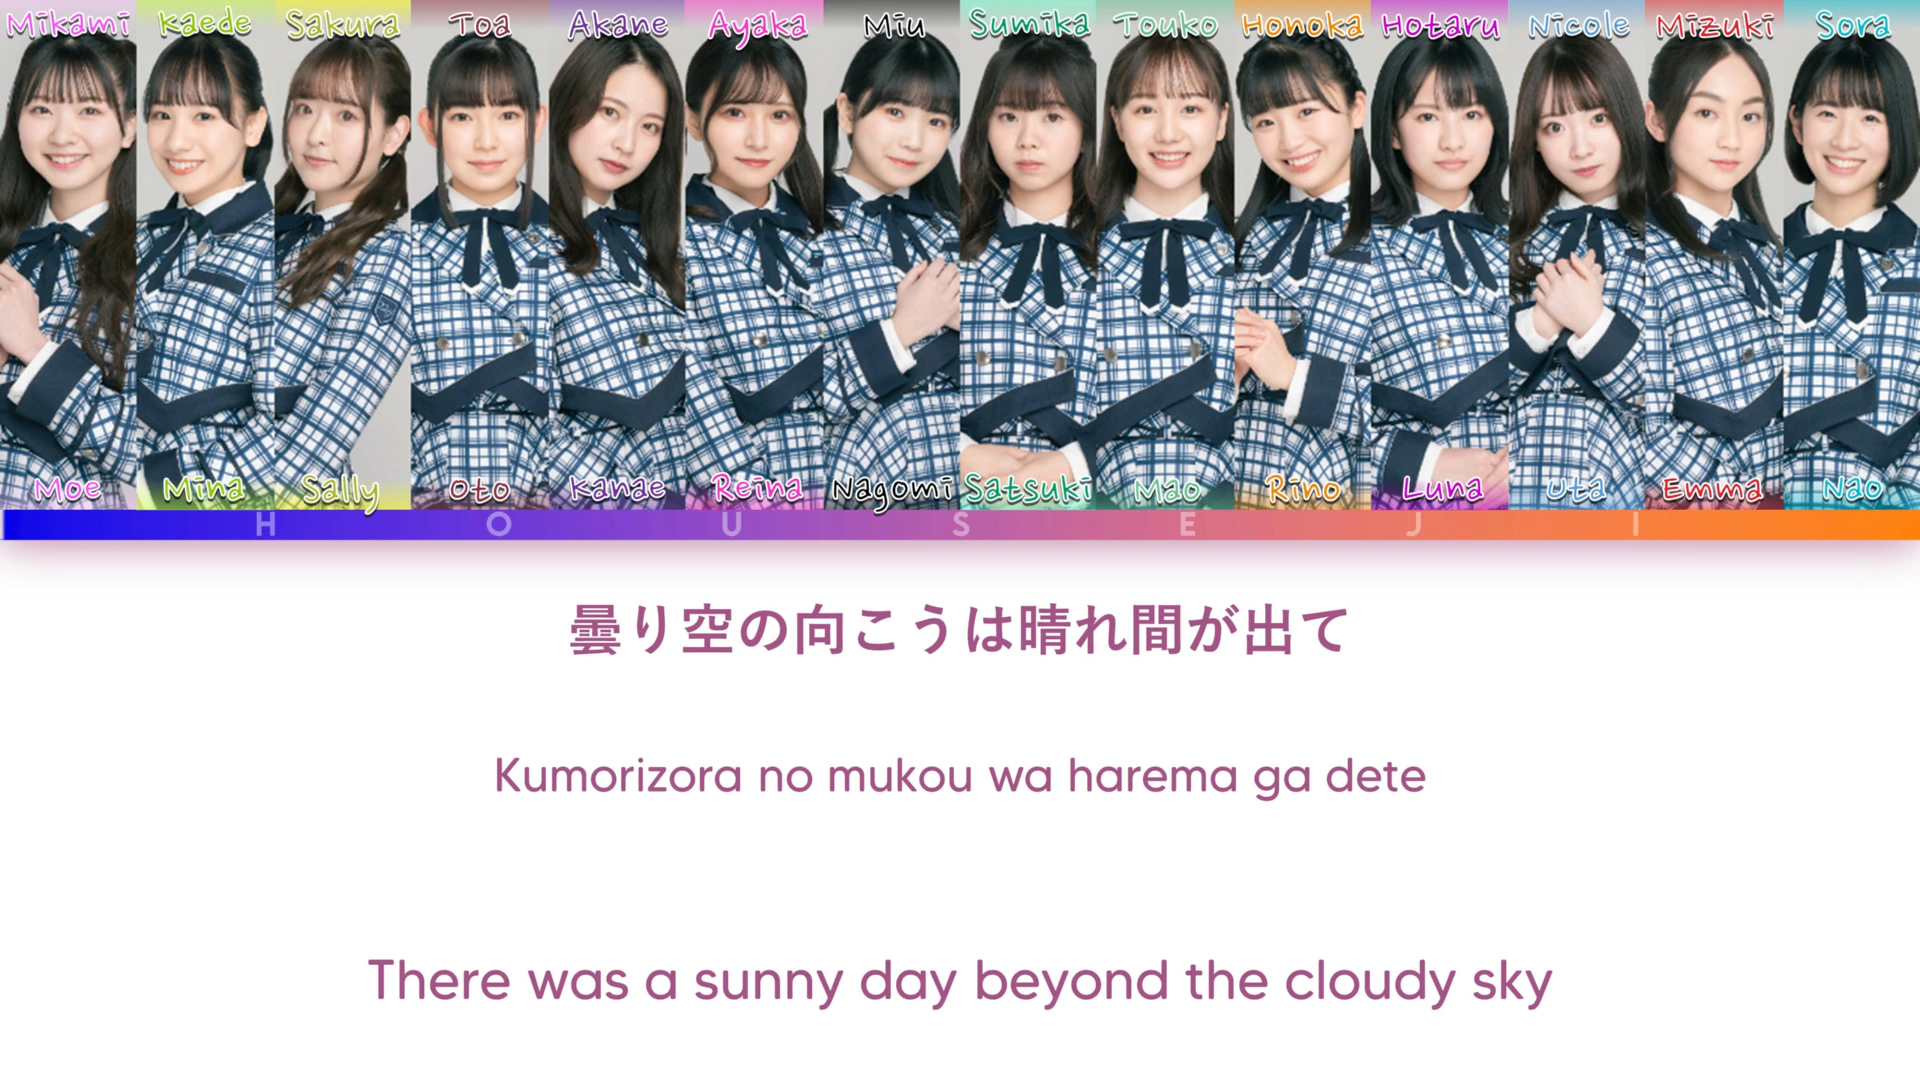 Mikami Kaede Sakura Toa Akane Ayaka Miu Sumika Touko Honoka Hotaru Nicole Mizuki Sora
Moe Mina Sally Oto Kanae Reina Nagomi Satsuki Mao Rino Luna Uta Emma Nao
H O U S E J I
曇り空の向こうは晴れ間が出て
Kumorizora no mukou wa harema ga dete
There was a sunny day beyond the cloudy sky